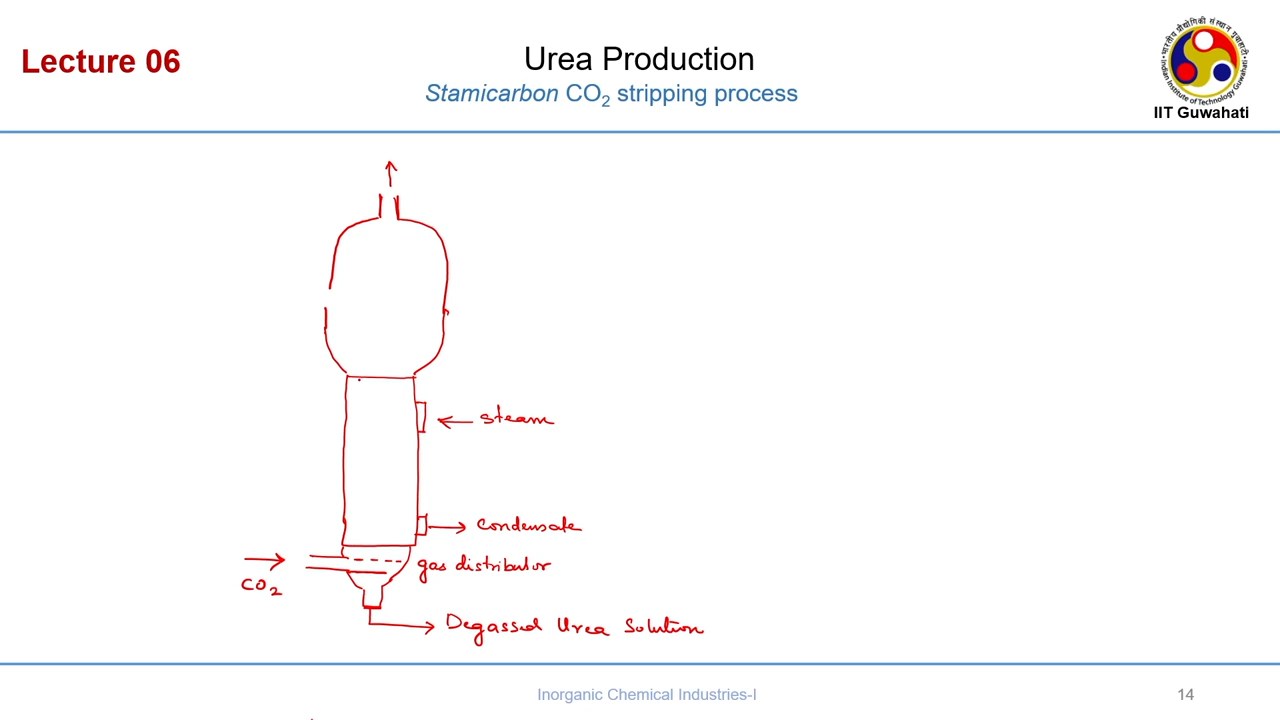 Lecture 06
Urea Production
Stamicarbon CO₂ stripping process
IIT Guwahati
steam
Condensate
gas distributor
CO₂
Degassed Urea Solution
Inorganic Chemical Industries-I
14